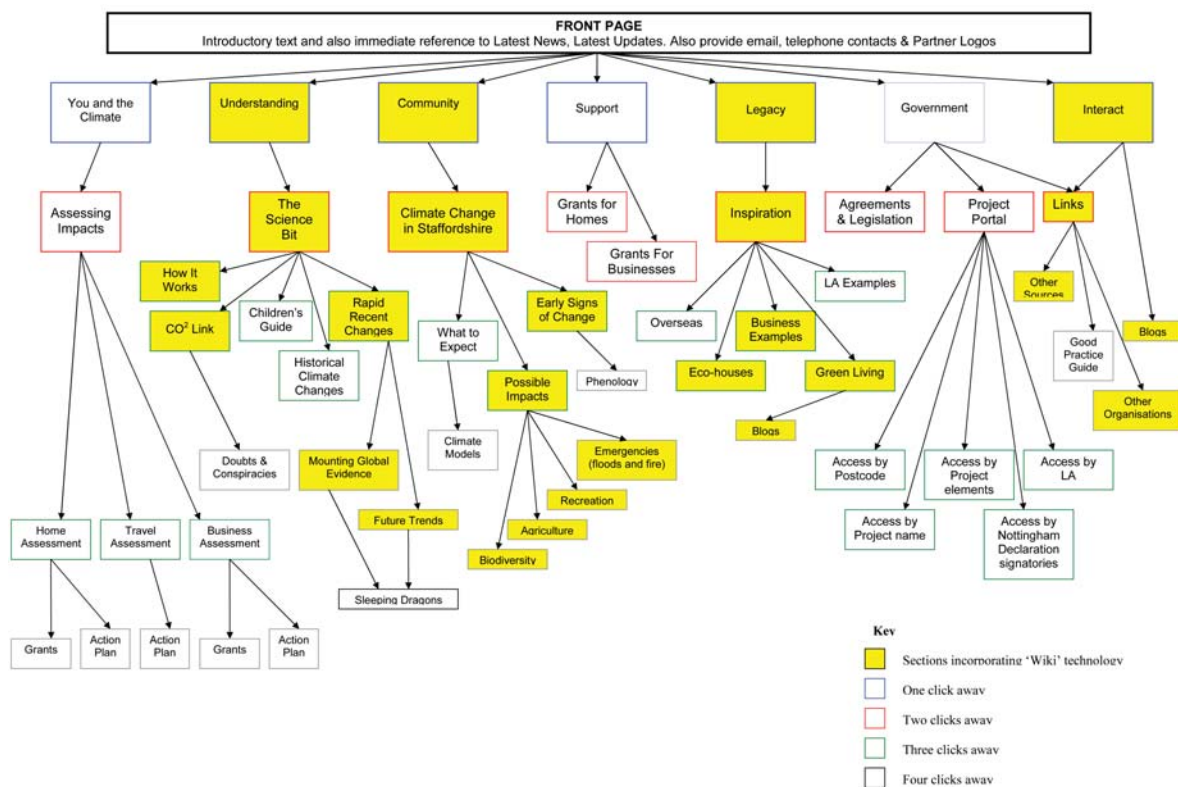 FRONT PAGE
Introductory text and also immediate reference to Latest News, Latest Updates. Also provide email, telephone contacts & Partner Logos
You and the
Climate
Understanding
Community
Support
Legacy
Government
Interact
Assessing
Impacts
The
Science
Bit
Climate Change
in Staffordshire
Grants for
Homes
Grants For
Businesses
Inspiration
Agreements
& Legislation
Project
Portal
Links
How It
Works
CO² Link
Children's
Guide
Historical
Climate
Changes
Rapid
Recent
Changes
What to
Expect
Early Signs
of Change
Possible
Impacts
Phenology
Overseas
Eco-houses
Business
Examples
LA Examples
Green Living
Blogs
Other
Sources
Good
Practice
Guide
Blogs
Other
Organisations
Doubts &
Conspiracies
Mounting Global
Evidence
Future Trends
Climate
Models
Emergencies
(floods and fire)
Recreation
Agriculture
Biodiversity
Access by
Postcode
Access by
Project
elements
Access by
LA
Access by
Project name
Access by
Nottingham
Declaration
signatories
Home
Assessment
Travel
Assessment
Business
Assessment
Sleeping Dragons
Grants
Action
Plan
Action
Plan
Grants
Action
Plan
Key
Sections incorporating 'Wiki' technology
One click away
Two clicks away
Three clicks away
Four clicks away